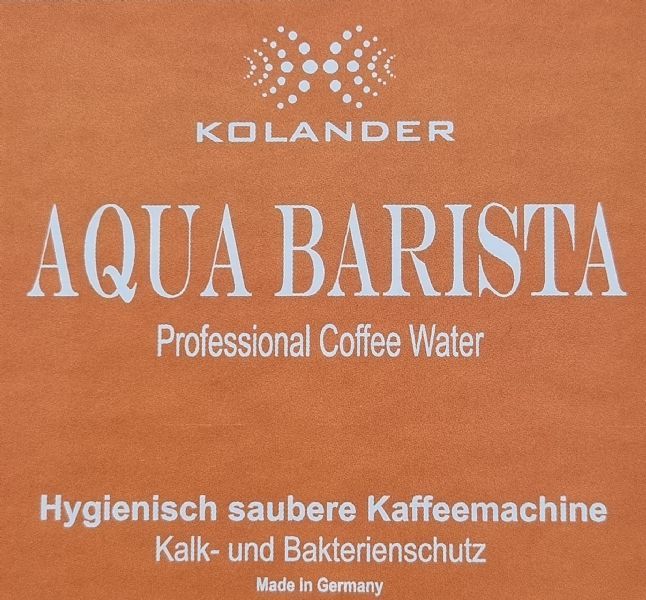 KOLANDER
AQUA BARISTA
Professional Coffee Water
Hygienisch saubere Kaffeemachine
Kalk- und Bakterienschutz
Made in Germany